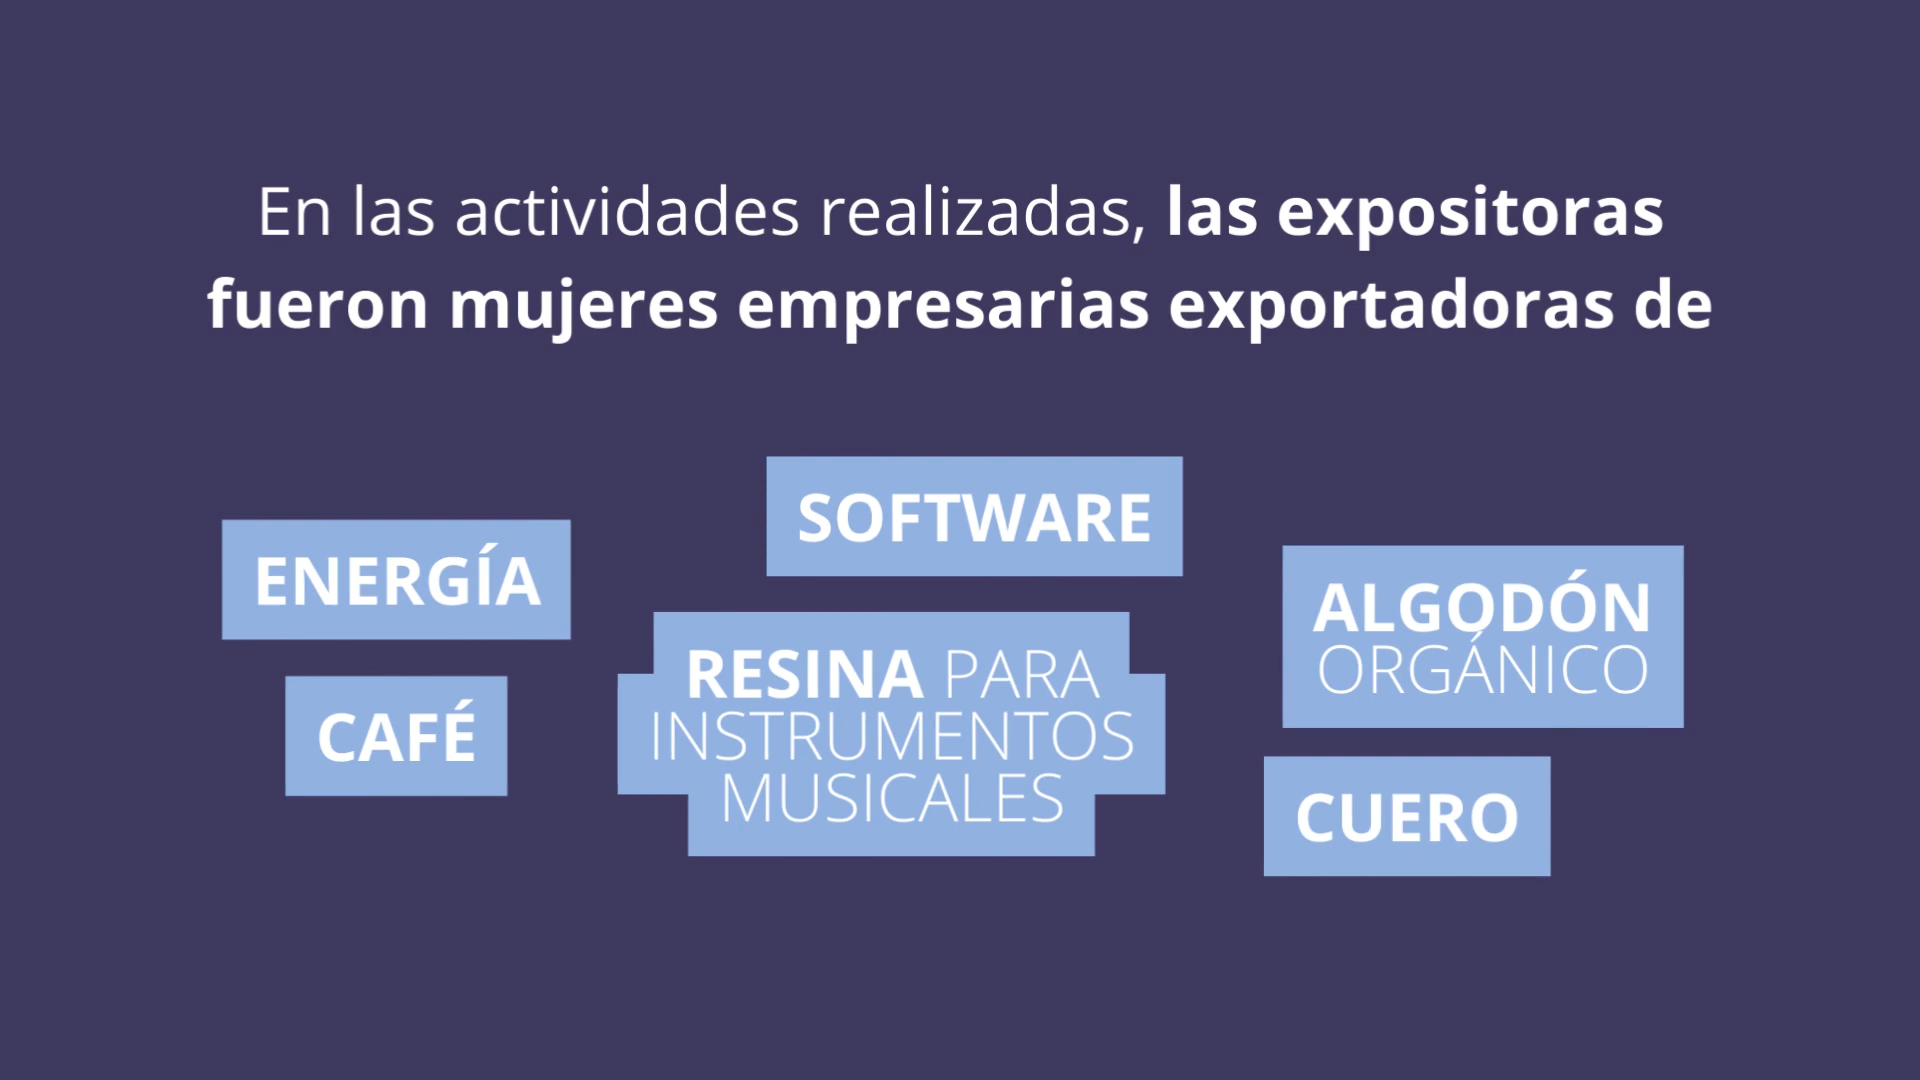 En las actividades realizadas, las expositoras
fueron mujeres empresarias exportadoras de
SOFTWARE
ENERGÍA
CAFÉ
RESINA PARA
INSTRUMENTOS
MUSICALES
ALGODÓN
ORGÁNICO
CUERO